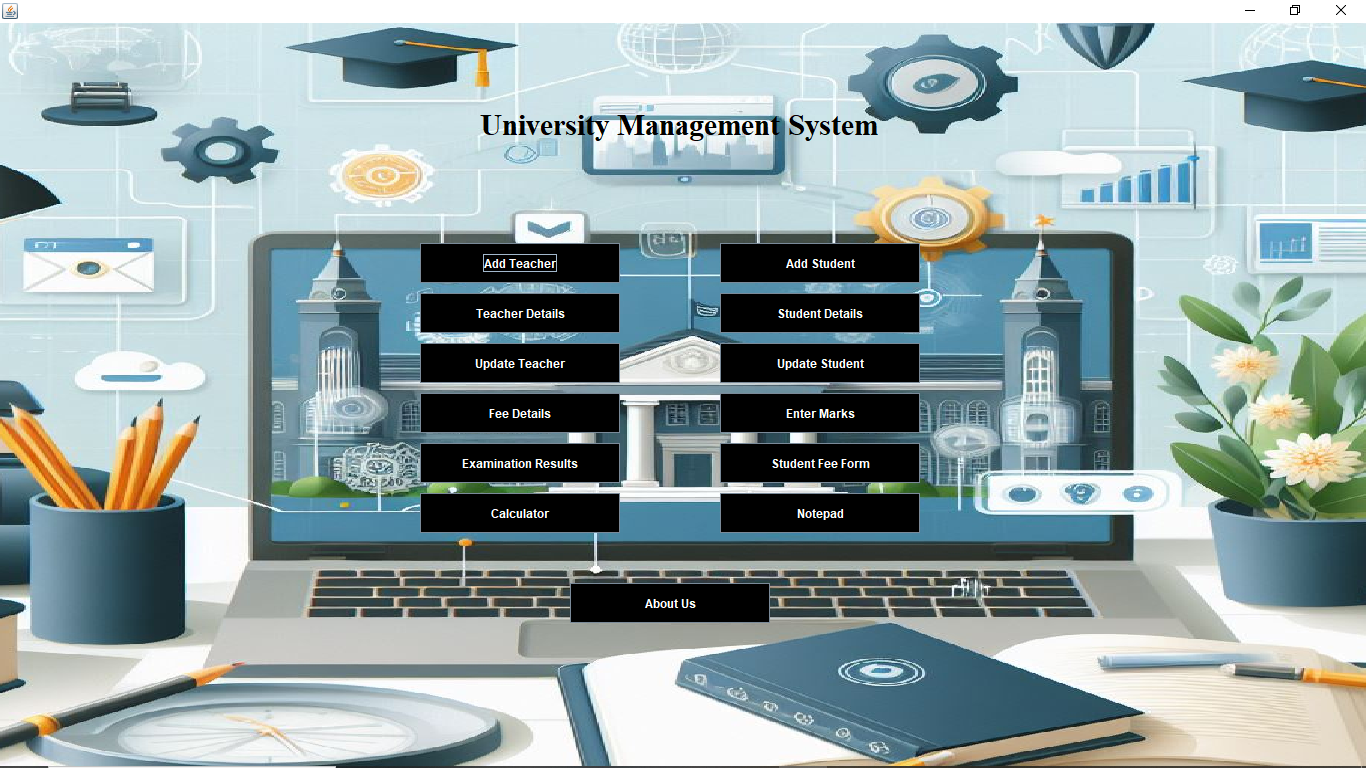 University Management System
Add Teacher
Add Student
Teacher Details
Student Details
Update Teacher
Update Student
Fee Details
Enter Marks
Examination Results
Student Fee Form
Calculator
Notepad
About Us